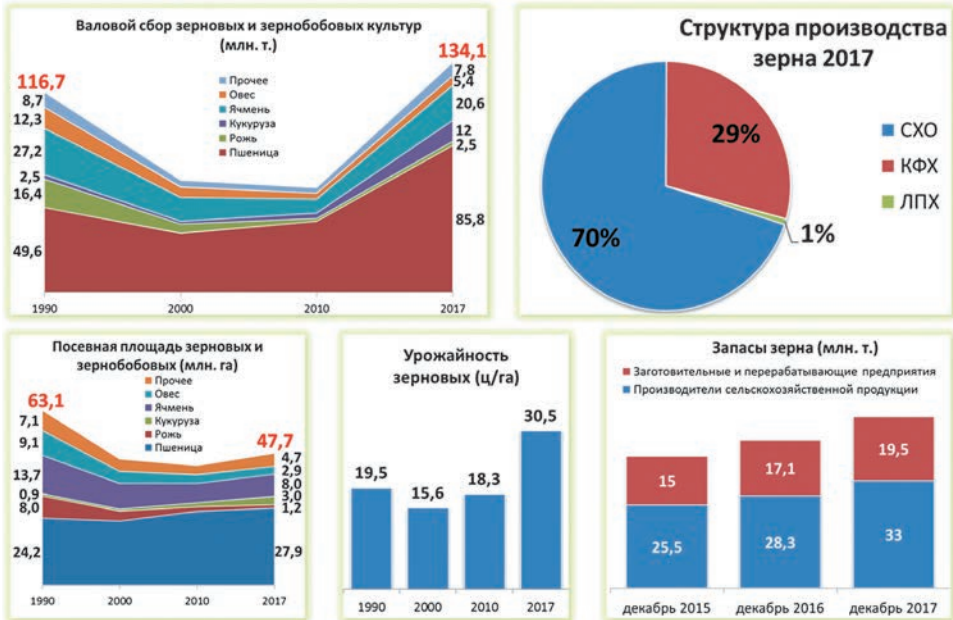 Валовой сбор зерновых и зернобобовых культур
(млн. т.)
116,7
8,7
12,3
27,2
2,5
16,4
49,6
Прочее
Овес
Ячмень
Кукуруза
Рожь
Пшеница
134,1
7,8
5,4
20,6
12
2,5
85,8
1990
2000
2010
2017
Структура производства
зерна 2017
29%
70%
1%
СХО
КФХ
ЛПХ
Посевная площадь зерновых и
зернобобовых (млн. га)
Прочее
Овес
Ячмень
Кукуруза
Рожь
Пшеница
63,1
7,1
9,1
13,7
0,9
8,0
24,2
47,7
4,7
2,9
8,0
3,0
1,2
27,9
1990
2000
2010
2017
Урожайность
зерновых (ц/га)
19,5
15,6
18,3
30,5
1990
2000
2010
2017
Запасы зерна (млн. т.)
Заготовительные и перерабатывающие предприятия
Производители сельскохозяйственной продукции
15
17,1
19,5
25,5
28,3
33
декабрь 2015
декабрь 2016
декабрь 2017